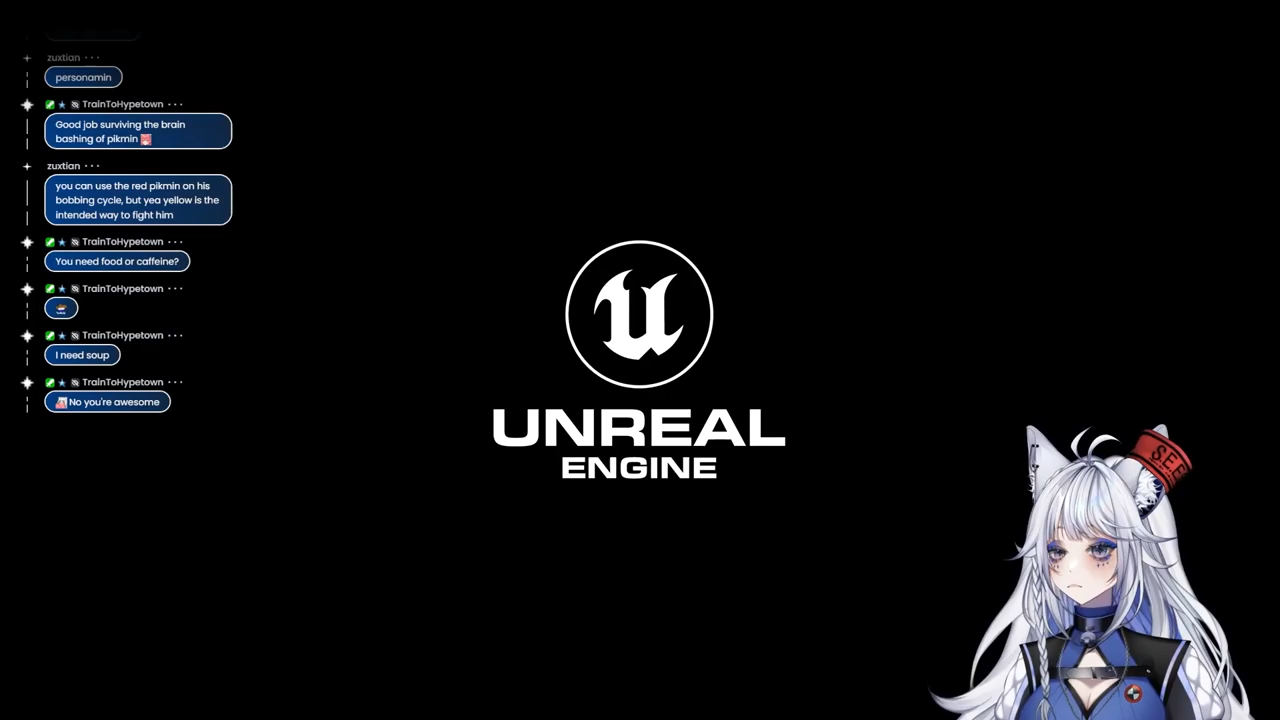 zuxtian
personamin
TrainToHypetown
Good job surviving the brain
bashing of pikmin
zuxtian
you can use the red pikmin on his
bobbing cycle, but yea yellow is the
intended way to fight him
TrainToHypetown
You need food or caffeine?
TrainToHypetown
TrainToHypetown
I need soup
TrainToHypetown
No you're awesome
UNREAL
ENGINE
SEE